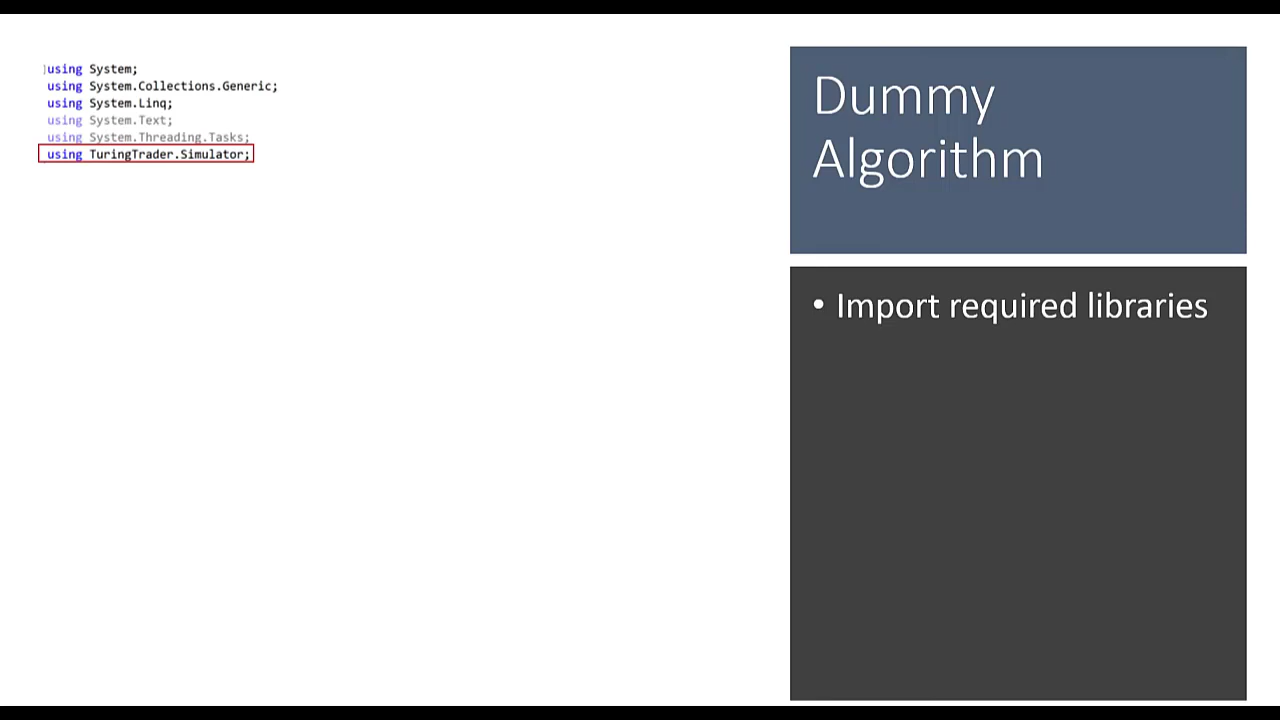 using System;
using System.Collections.Generic;
using System.Linq;
using System.Text;
using System.Threading.Tasks;
using TuringTrader.Simulator;
Dummy
Algorithm
• Import required libraries